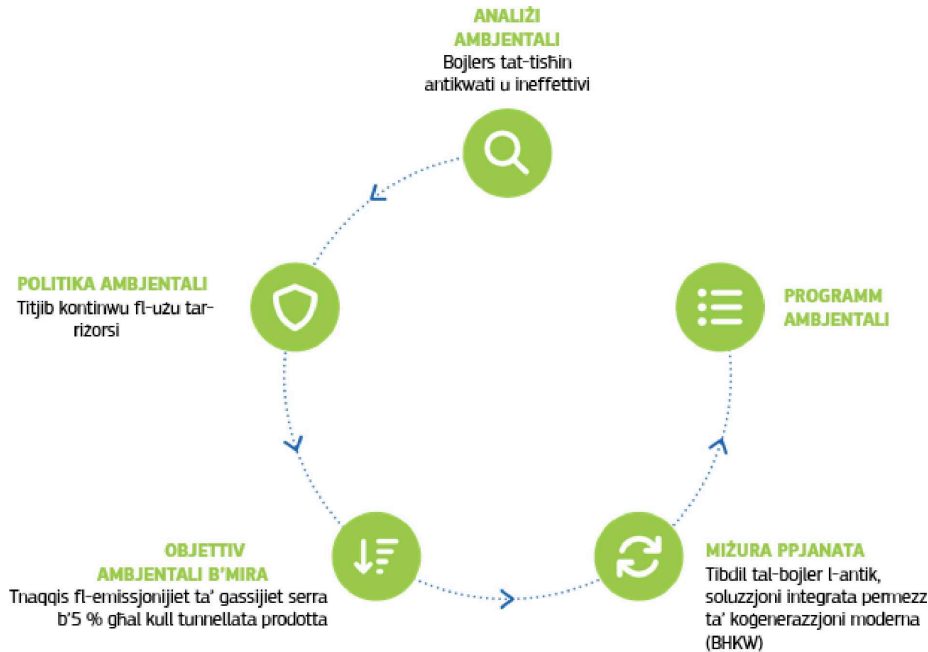 ANALIŻI
AMBJENTALI
Bojlers tat-tisħin
antikwati u ineffettivi
POLITIKA AMBJENTALI
Titjib kontinwu fl-użu tar-
riżorsi
OBJETTIV
AMBJENTALI B'MIRA
Tnaqqis fl-emissjonijiet ta' gassijiet serra
b'5 % għal kull tunnellata prodotta
MIŻURA PPJANATA
Tibdil tal-bojler l-antik,
soluzzjoni integrata permezz
ta' koġenerazzjoni moderna
(BHKW)
PROGRAMM
AMBJENTALI